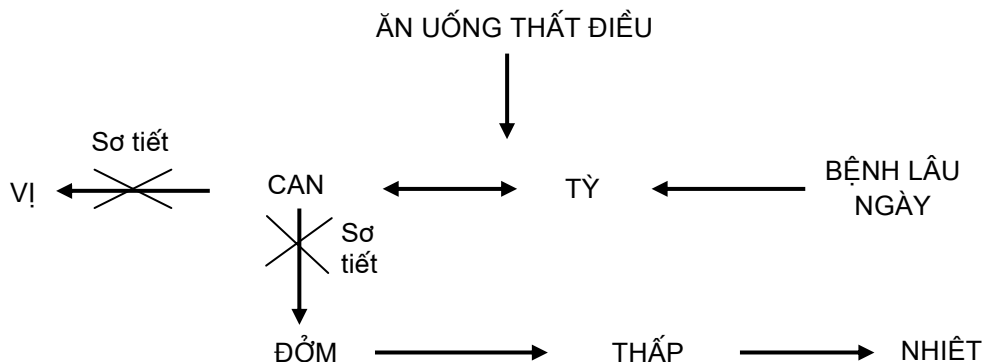 ĂN UỐNG THẤT ĐIỀU
Sơ tiết
VỊ
CAN
TỲ
BỆNH LÂU
NGÀY
Sơ
tiết
ĐỞM
THẤP
NHIỆT